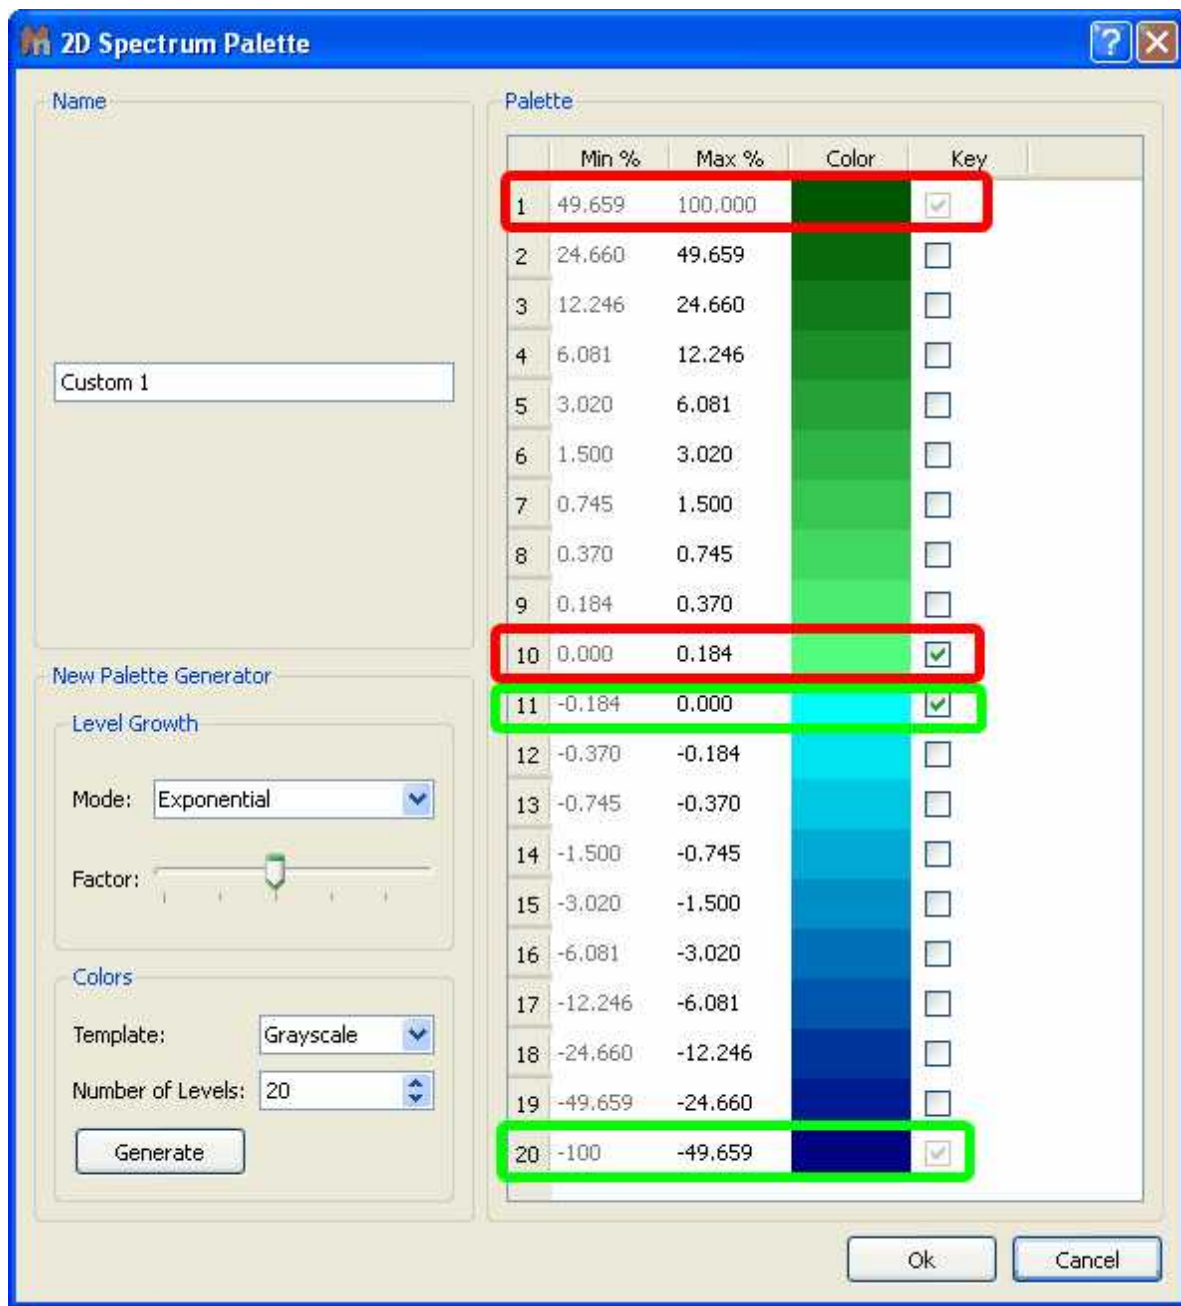 2D Spectrum Palette
Name
Custom 1
New Palette Generator
Level Growth
Mode: Exponential
Factor:
Colors
Template: Grayscale
Number of Levels: 20
Generate
Palette
Min % Max % Color Key
1 49.659 100.000
2 24.660 49.659
3 12.246 24.660
4 6.081 12.246
5 3.020 6.081
6 1.500 3.020
7 0.745 1.500
8 0.370 0.745
9 0.184 0.370
10 0.000 0.184
11 -0.184 0.000
12 -0.370 -0.184
13 -0.745 -0.370
14 -1.500 -0.745
15 -3.020 -1.500
16 -6.081 -3.020
17 -12.246 -6.081
18 -24.660 -12.246
19 -49.659 -24.660
20 -100 -49.659
Ok Cancel